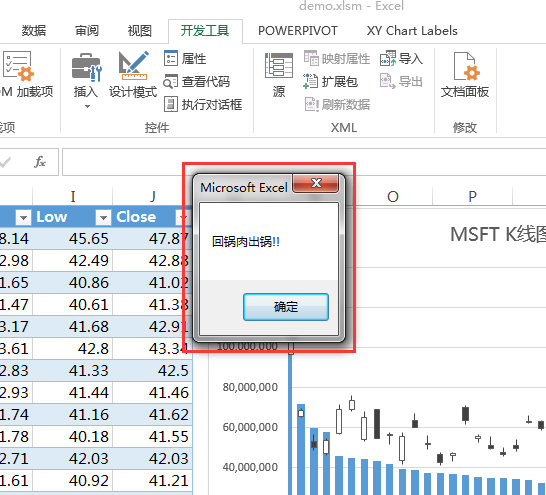 demo.xlsm - Excel
数据 审阅 视图 开发工具 POWERPIVOT XY Chart Labels
属性 映射属性 导入
OM 加载项 插入 设计模式 查看代码 源 扩展包 导出 文档面板
执行对话框 刷新数据
控件 XML 修改
fx
I J O P
Low Close
Microsoft Excel
回锅肉出锅!!
确定
MSFT K线图
8.14 45.65 47.87
2.98 42.49 42.88
1.65 40.86 41.02
1.47 40.61 41.38
3.17 41.68 42.91
3.61 42.8 43.34
2.83 41.33 42.5
2.93 41.44 41.46
1.74 41.16 41.62
1.78 40.18 41.55
2.71 42.03 42.03
1.61 40.92 41.21
100,000,000
80,000,000
60,000,000
40,000,000